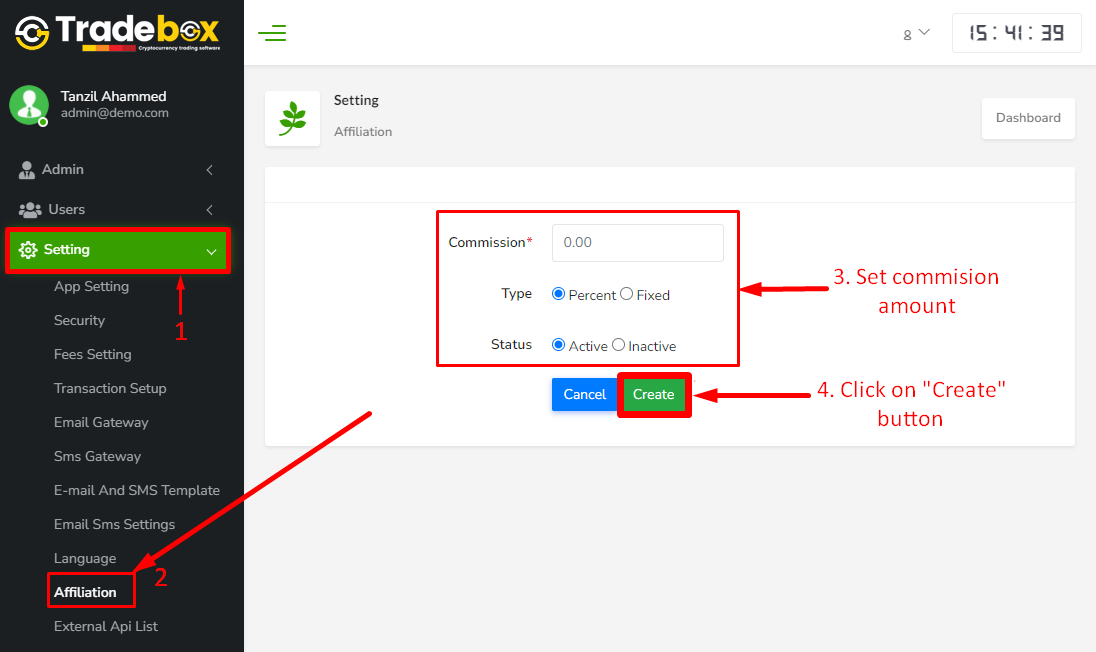 Tradebox
Cryptocurrency trading software
15:41:39
Tanzil Ahammed
admin@demo.com
Setting
Affiliation
Dashboard
Admin
Users
Setting
App Setting
Security
Fees Setting
Transaction Setup
Email Gateway
Sms Gateway
E-mail And SMS Template
Email Sms Settings
Language
Affiliation
External Api List
1
2
Commission*
0.00
Type
Percent
Fixed
Status
Active
Inactive
Cancel
Create
3. Set commision
amount
4. Click on "Create"
button